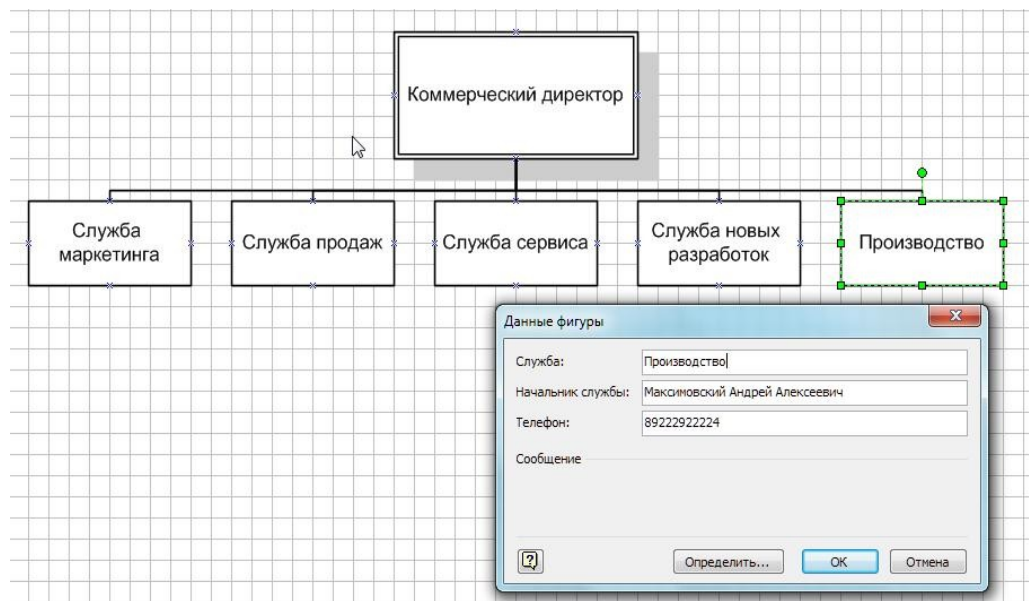 Коммерческий директор
Служба
маркетинга
Служба продаж
Служба сервиса
Служба новых
разработок
Производство
Данные фигуры
Служба:
Производство
Начальник службы:
Максимовский Андрей Алексеевич
Телефон:
89222922224
Сообщение
Определить...
ОК
Отмена